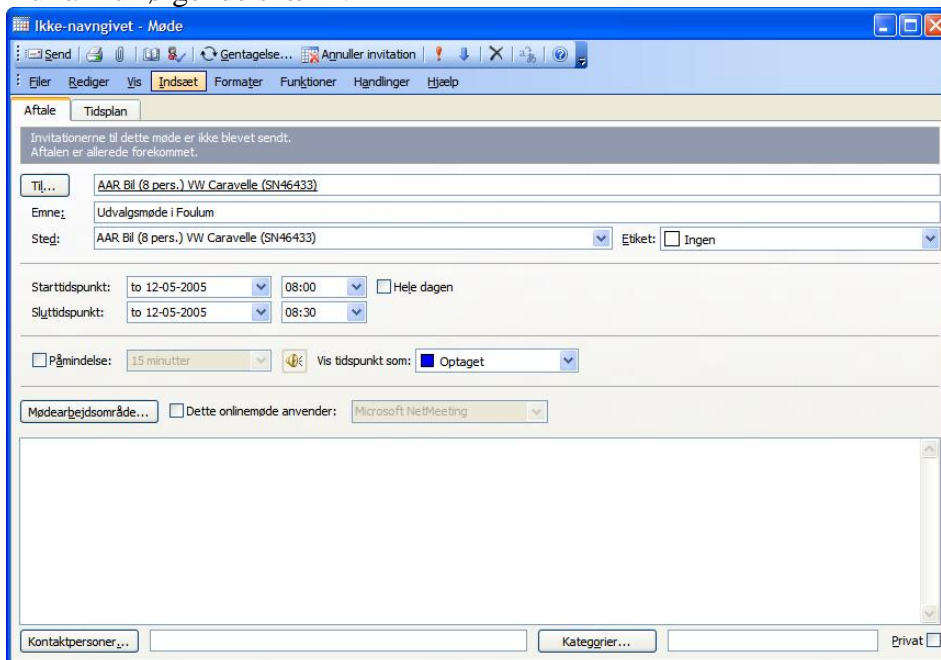 Ikke-navngivet - Møde
Send Gentagelse... Annuller invitation
Filer Rediger Vis Indsæt Formater Funktioner Handlinger Hjælp
Aftale Tidsplan
Invitationerne til dette møde er ikke blevet sendt.
Aftalen er allerede forekommet.
Til... AAR Bil (8 pers.) VW Caravelle (SN46433)
Emne: Udvalgsmøde i Foulum
Sted: AAR Bil (8 pers.) VW Caravelle (SN46433) Etiket: Ingen
Starttidspunkt: to 12-05-2005 08:00 Hele dagen
Sluttidspunkt: to 12-05-2005 08:30
Påmindelse: 15 minutter Vis tidspunkt som: Optaget
Mødearbejdsområde... Dette onlinemøde anvender: Microsoft NetMeeting
Kontaktpersoner... Kategorier... Privat